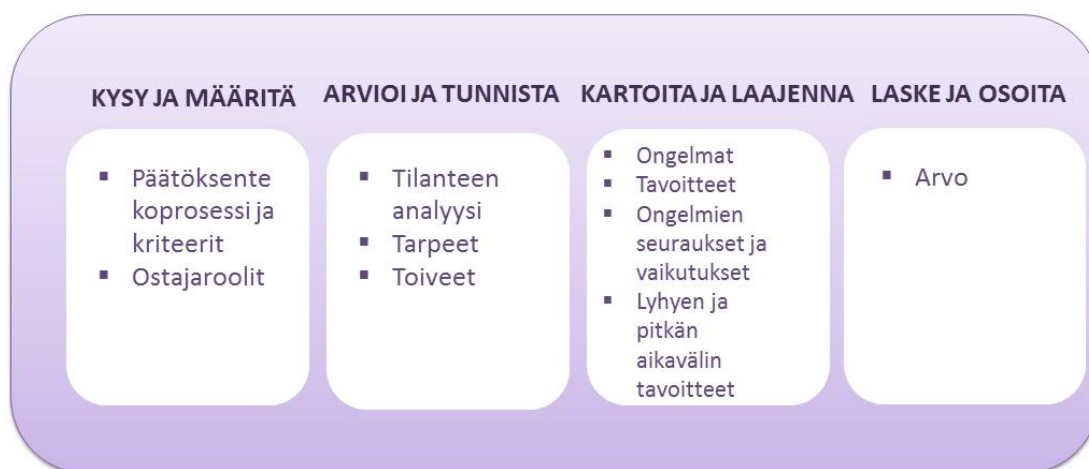 KYSY JA MÄÄRITÄ
▪ Päätöksente
koprosessi ja
kriteerit
▪ Ostajaroolit
ARVIOI JA TUNNISTA
▪ Tilanteen
analyysi
▪ Tarpeet
▪ Toiveet
KARTOITA JA LAAJENNA
▪ Ongelmat
▪ Tavoitteet
▪ Ongelmien
seuraukset ja
vaikutukset
▪ Lyhyen ja
pitkän
aikavälin
tavoitteet
LASKE JA OSOITA
▪ Arvo